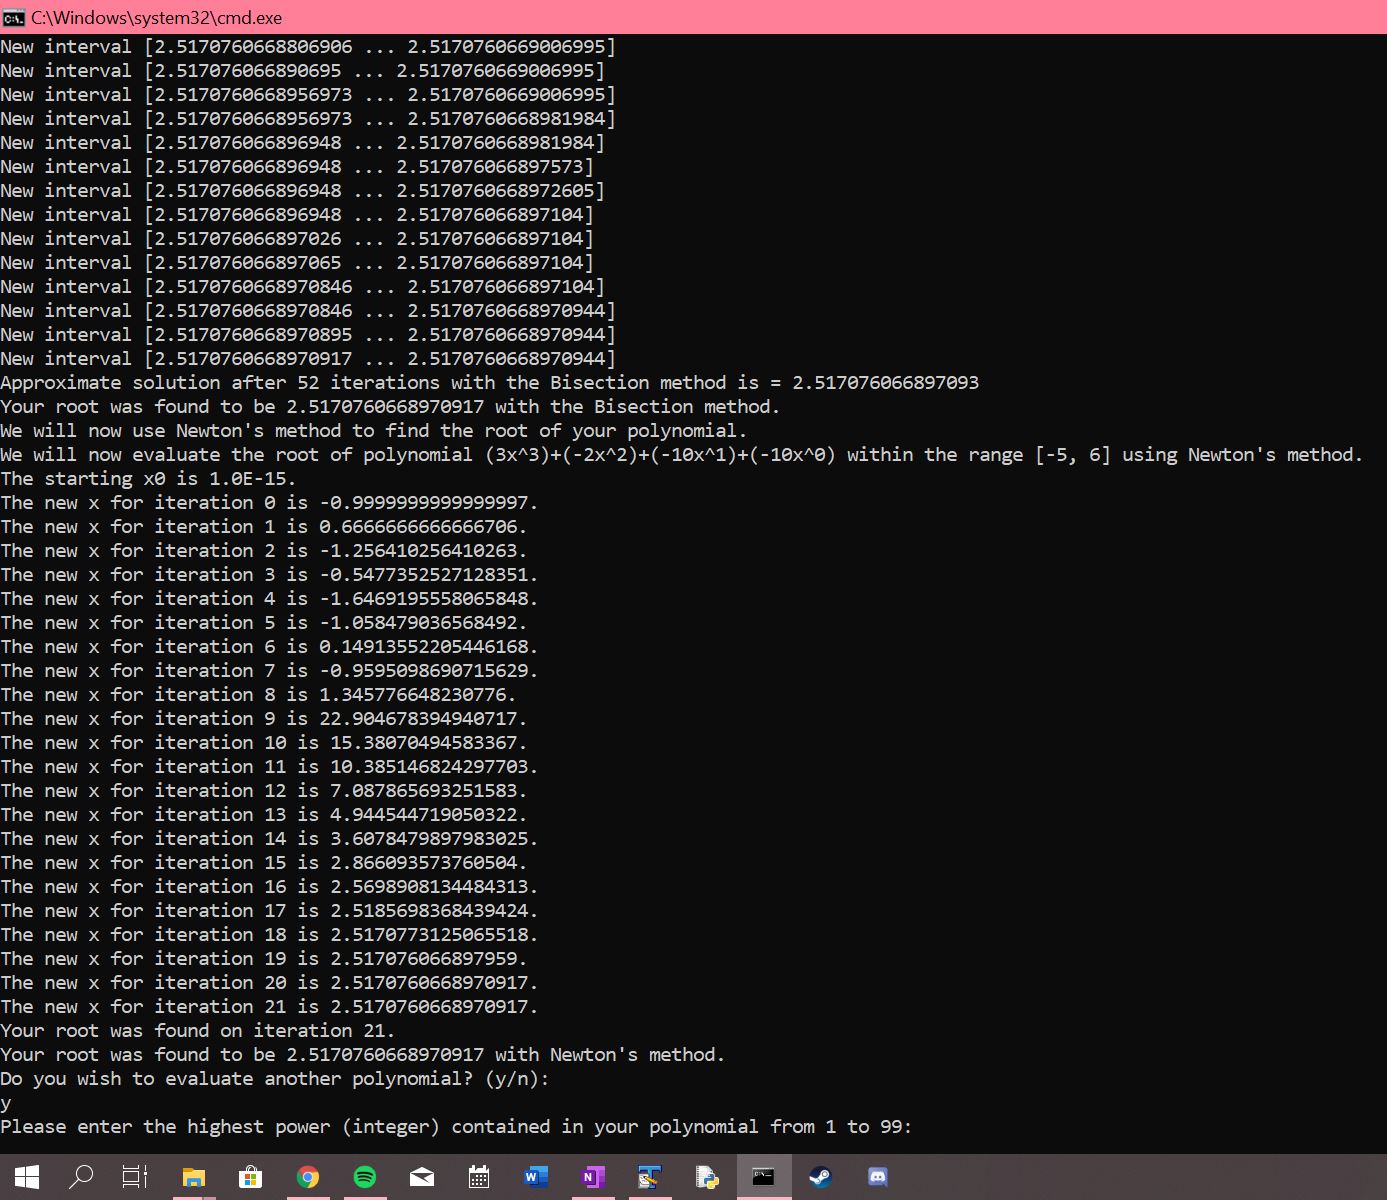 C:\Windows\system32\cmd.exe
New interval [2.5170760668806906 ... 2.5170760669006995]
New interval [2.517076066890695 ... 2.5170760669006995]
New interval [2.5170760668956973 ... 2.5170760669006995]
New interval [2.5170760668956973 ... 2.5170760668981984]
New interval [2.517076066896948 ... 2.5170760668981984]
New interval [2.517076066896948 ... 2.517076066897573]
New interval [2.517076066896948 ... 2.5170760668972605]
New interval [2.517076066896948 ... 2.517076066897104]
New interval [2.517076066897026 ... 2.517076066897104]
New interval [2.517076066897065 ... 2.517076066897104]
New interval [2.5170760668970846 ... 2.517076066897104]
New interval [2.5170760668970846 ... 2.5170760668970944]
New interval [2.5170760668970895 ... 2.5170760668970944]
New interval [2.5170760668970917 ... 2.5170760668970944]
Approximate solution after 52 iterations with the Bisection method is = 2.517076066897093
Your root was found to be 2.5170760668970917 with the Bisection method.
We will now use Newton's method to find the root of your polynomial.
We will now evaluate the root of polynomial (3x^3)+(-2x^2)+(-10x^1)+(-10x^0) within the range [-5, 6] using Newton's method.
The starting x0 is 1.0E-15.
The new x for iteration 0 is -0.9999999999999997.
The new x for iteration 1 is 0.6666666666666706.
The new x for iteration 2 is -1.256410256410263.
The new x for iteration 3 is -0.5477352527128351.
The new x for iteration 4 is -1.6469195558065848.
The new x for iteration 5 is -1.058479036568492.
The new x for iteration 6 is 0.14913552205446168.
The new x for iteration 7 is -0.9595098690715629.
The new x for iteration 8 is 1.345776648230776.
The new x for iteration 9 is 22.904678394940717.
The new x for iteration 10 is 15.38070494583367.
The new x for iteration 11 is 10.385146824297703.
The new x for iteration 12 is 7.087865693251583.
The new x for iteration 13 is 4.944544719050322.
The new x for iteration 14 is 3.6078479897983025.
The new x for iteration 15 is 2.866093573760504.
The new x for iteration 16 is 2.5698908134484313.
The new x for iteration 17 is 2.5185698368439424.
The new x for iteration 18 is 2.5170773125065518.
The new x for iteration 19 is 2.517076066897959.
The new x for iteration 20 is 2.5170760668970917.
The new x for iteration 21 is 2.5170760668970917.
Your root was found on iteration 21.
Your root was found to be 2.5170760668970917 with Newton's method.
Do you wish to evaluate another polynomial? (y/n):
y
Please enter the highest power (integer) contained in your polynomial from 1 to 99: